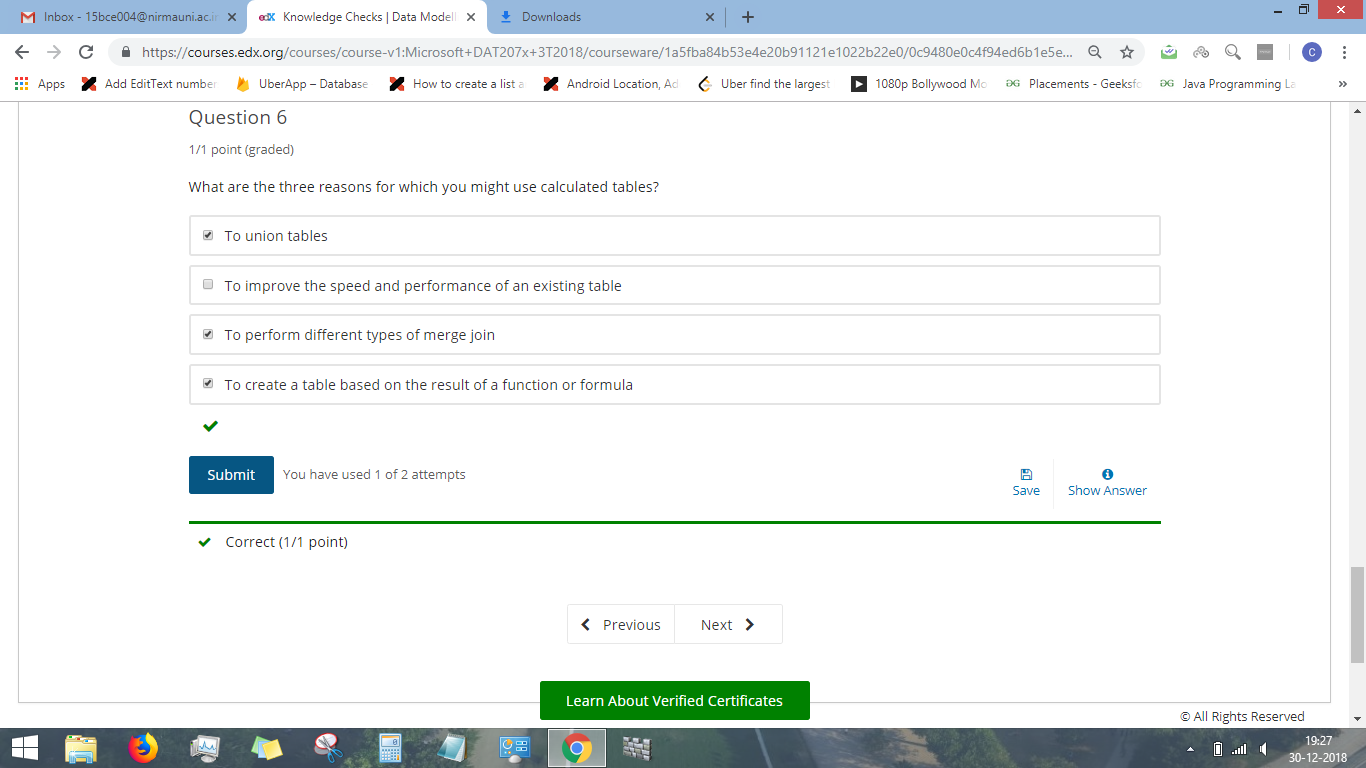 Inbox - 15bce004@nirmauni.ac.i
edX Knowledge Checks | Data Modell
Downloads
https://courses.edx.org/courses/course-v1:Microsoft+DAT207x+3T2018/courseware/1a5fba84b53e4e20b91121e1022b22e0/0c9480e0c4f94ed6b1e5e...
C
Apps
Add EditText number
UberApp – Database
How to create a list a
Android Location, Ad
Uber find the largest
1080p Bollywood Mo
Placements - Geeksfo
Java Programming La
»
Question 6
1/1 point (graded)
What are the three reasons for which you might use calculated tables?
To union tables
To improve the speed and performance of an existing table
To perform different types of merge join
To create a table based on the result of a function or formula
Submit
You have used 1 of 2 attempts
Save
Show Answer
Correct (1/1 point)
Previous
Next
Learn About Verified Certificates
© All Rights Reserved
19:27
30-12-2018